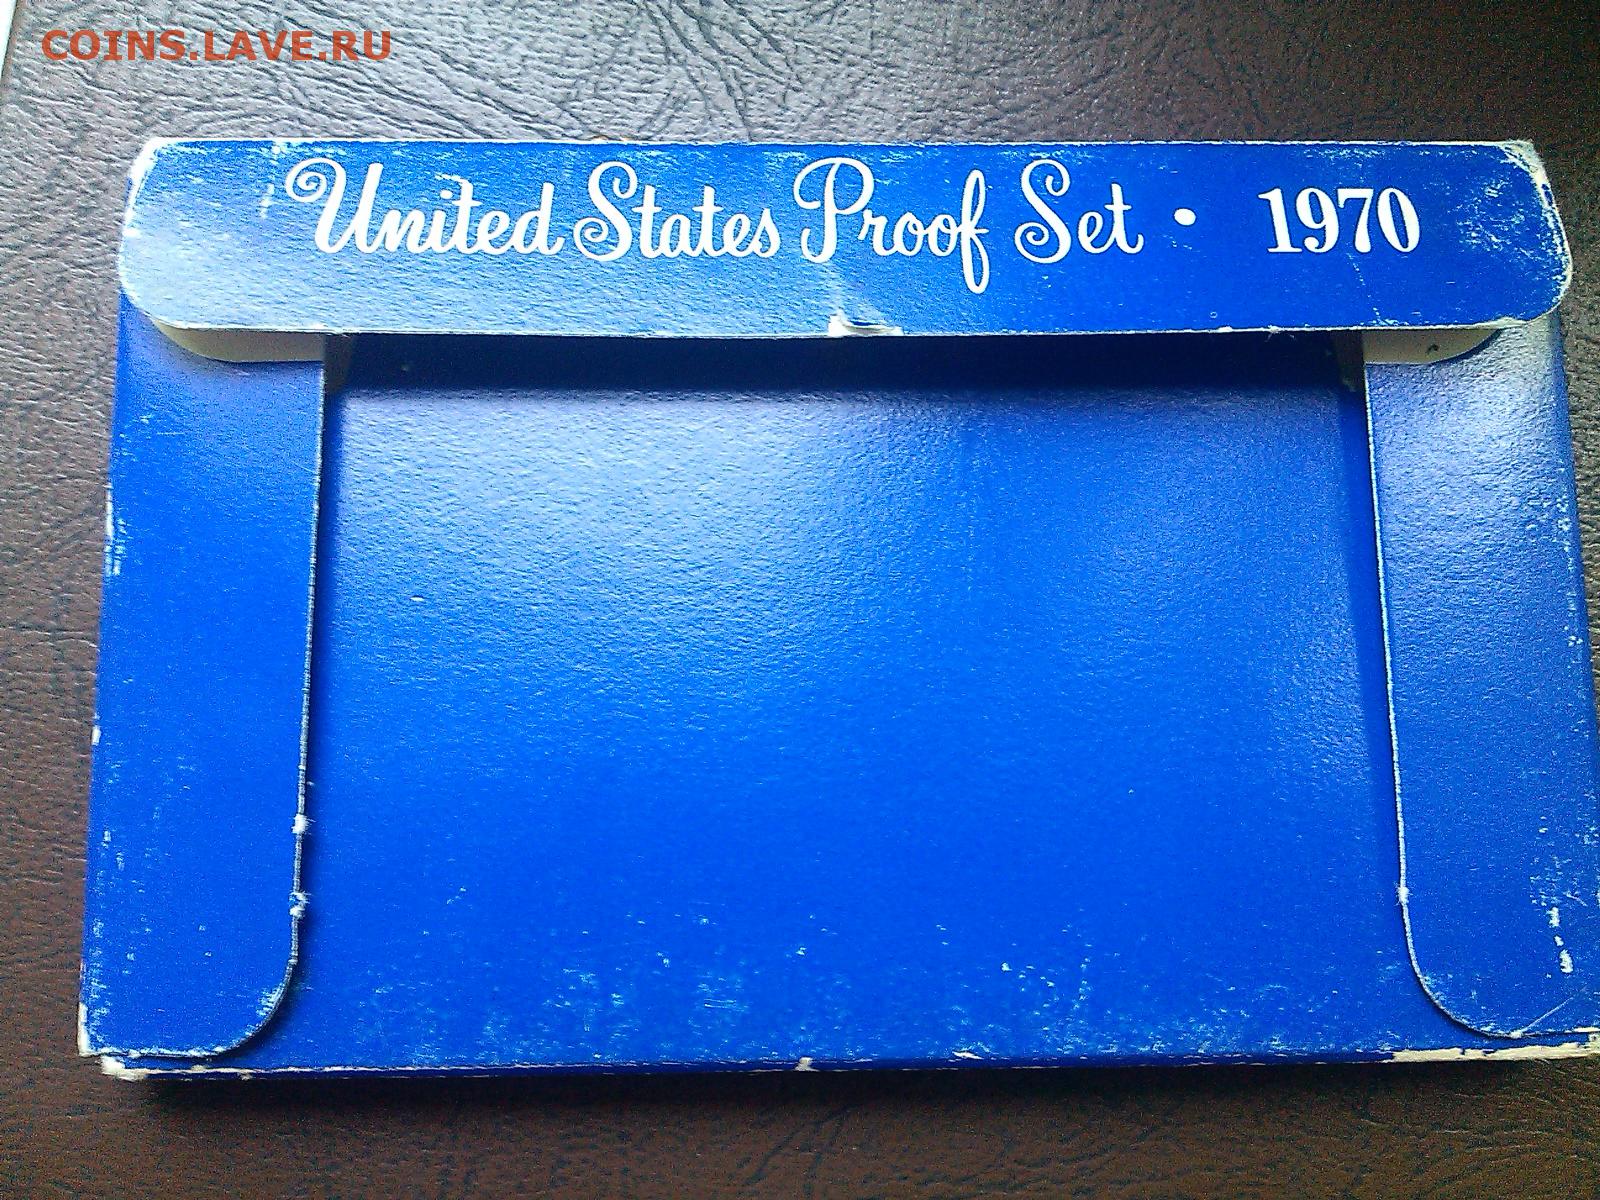 COINS.LAVE.RU
United States Proof Set • 1970